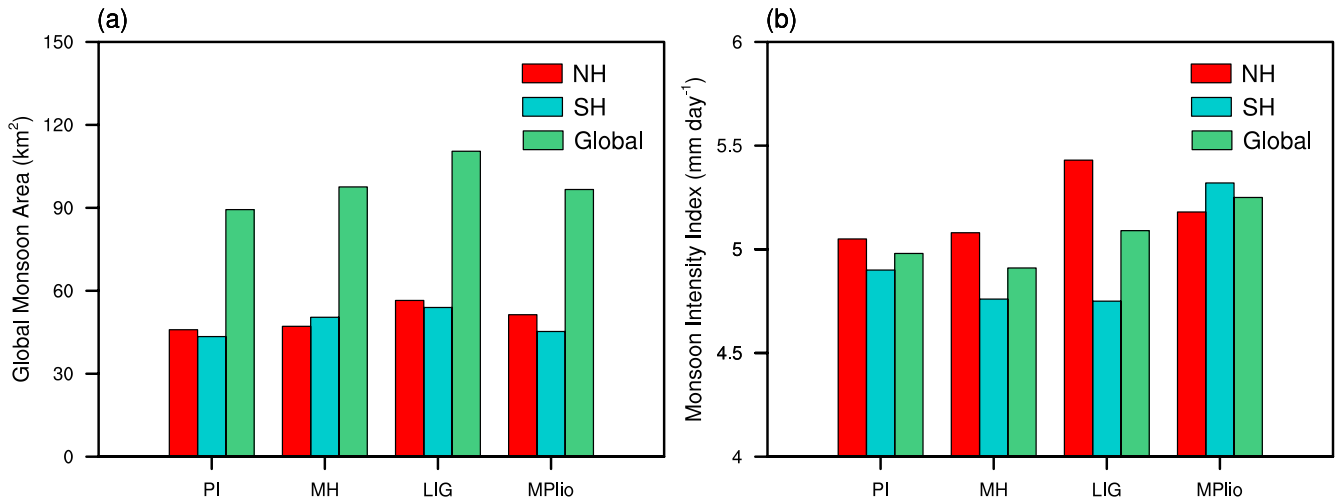 (a)
Global Monsoon Area (km²)
150
120
90
60
30
0
NH
SH
Global
PI MH LIG MPlio
(b)
Monsoon Intensity Index (mm day⁻¹)
6
5.5
5
4.5
4
NH
SH
Global
PI MH LIG MPlio